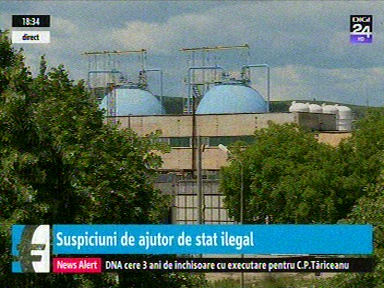 18:34
direct
DIGI
24
HD
Suspiciuni de ajutor de stat ilegal
News Alert
DNA cere 3 ani de inchisoare cu executare pentru C.P.Tăriceanu